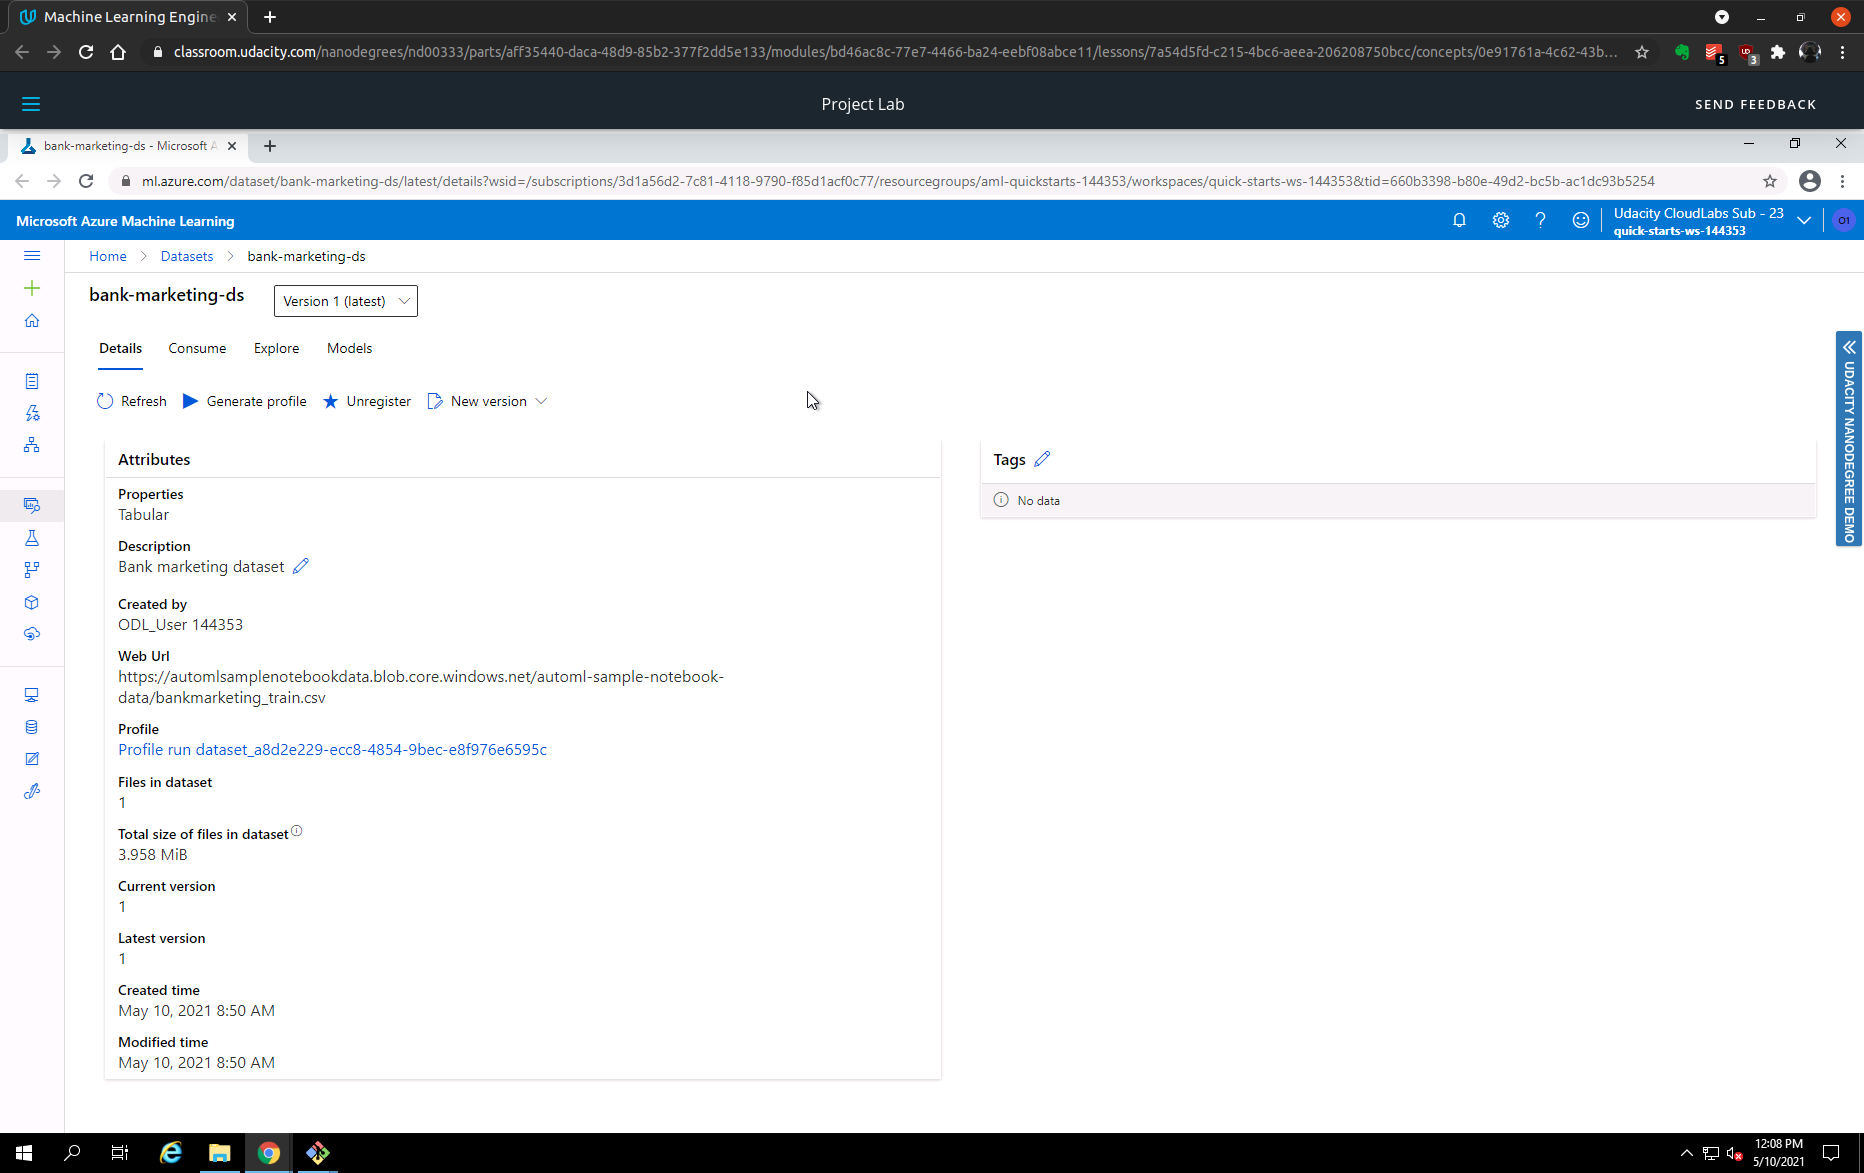 Machine Learning Engine
classroom.udacity.com/nanodegrees/nd00333/parts/aff35440-daca-48d9-85b2-377f2dd5e133/modules/bd46ac8c-77e7-4466-ba24-eebf08abce11/lessons/7a54d5fd-c215-4bc6-aeea-206208750bcc/concepts/0e91761a-4c62-43b...
5
3
Project Lab
SEND FEEDBACK
bank-marketing-ds - Microsoft A
ml.azure.com/dataset/bank-marketing-ds/latest/details?wsid=/subscriptions/3d1a56d2-7c81-4118-9790-f85d1acf0c77/resourcegroups/aml-quickstarts-144353/workspaces/quick-starts-ws-144353&tid=660b3398-b80e-49d2-bc5b-ac1dc93b5254
Microsoft Azure Machine Learning
Udacity CloudLabs Sub - 23
quick-starts-ws-144353
O1
Home > Datasets > bank-marketing-ds
bank-marketing-ds
Version 1 (latest)
Details Consume Explore Models
Refresh Generate profile Unregister New version
Attributes
Properties
Tabular
Description
Bank marketing dataset
Created by
ODL_User 144353
Web Url
https://automlsamplenotebookdata.blob.core.windows.net/automl-sample-notebook-
data/bankmarketing_train.csv
Profile
Profile run dataset_a8d2e229-ecc8-4854-9bec-e8f976e6595c
Files in dataset
1
Total size of files in dataset
3.958 MiB
Current version
1
Latest version
1
Created time
May 10, 2021 8:50 AM
Modified time
May 10, 2021 8:50 AM
Tags
No data
UDACITY NANODEGREE DEMO
12:08 PM
5/10/2021